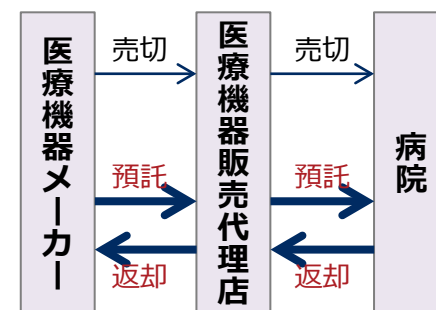 医療機器メーカー
売切
預託
返却
医療機器販売代理店
売切
預託
返却
病院